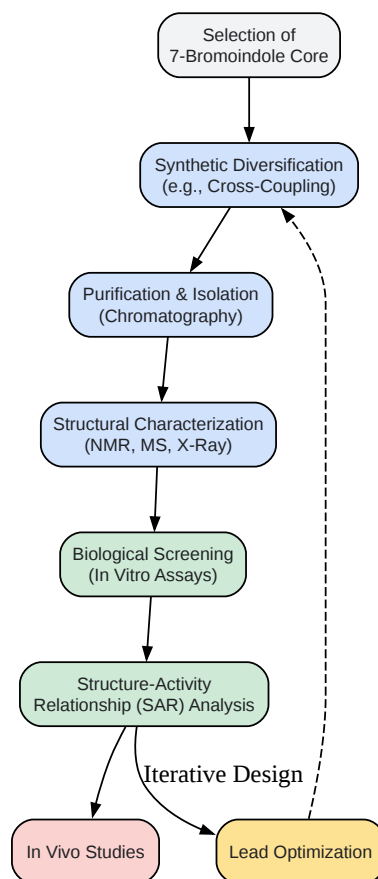 Selection of
7-Bromoindole Core
Synthetic Diversification
(e.g., Cross-Coupling)
Purification & Isolation
(Chromatography)
Structural Characterization
(NMR, MS, X-Ray)
Biological Screening
(In Vitro Assays)
Structure-Activity
Relationship (SAR) Analysis
Iterative Design
In Vivo Studies
Lead Optimization